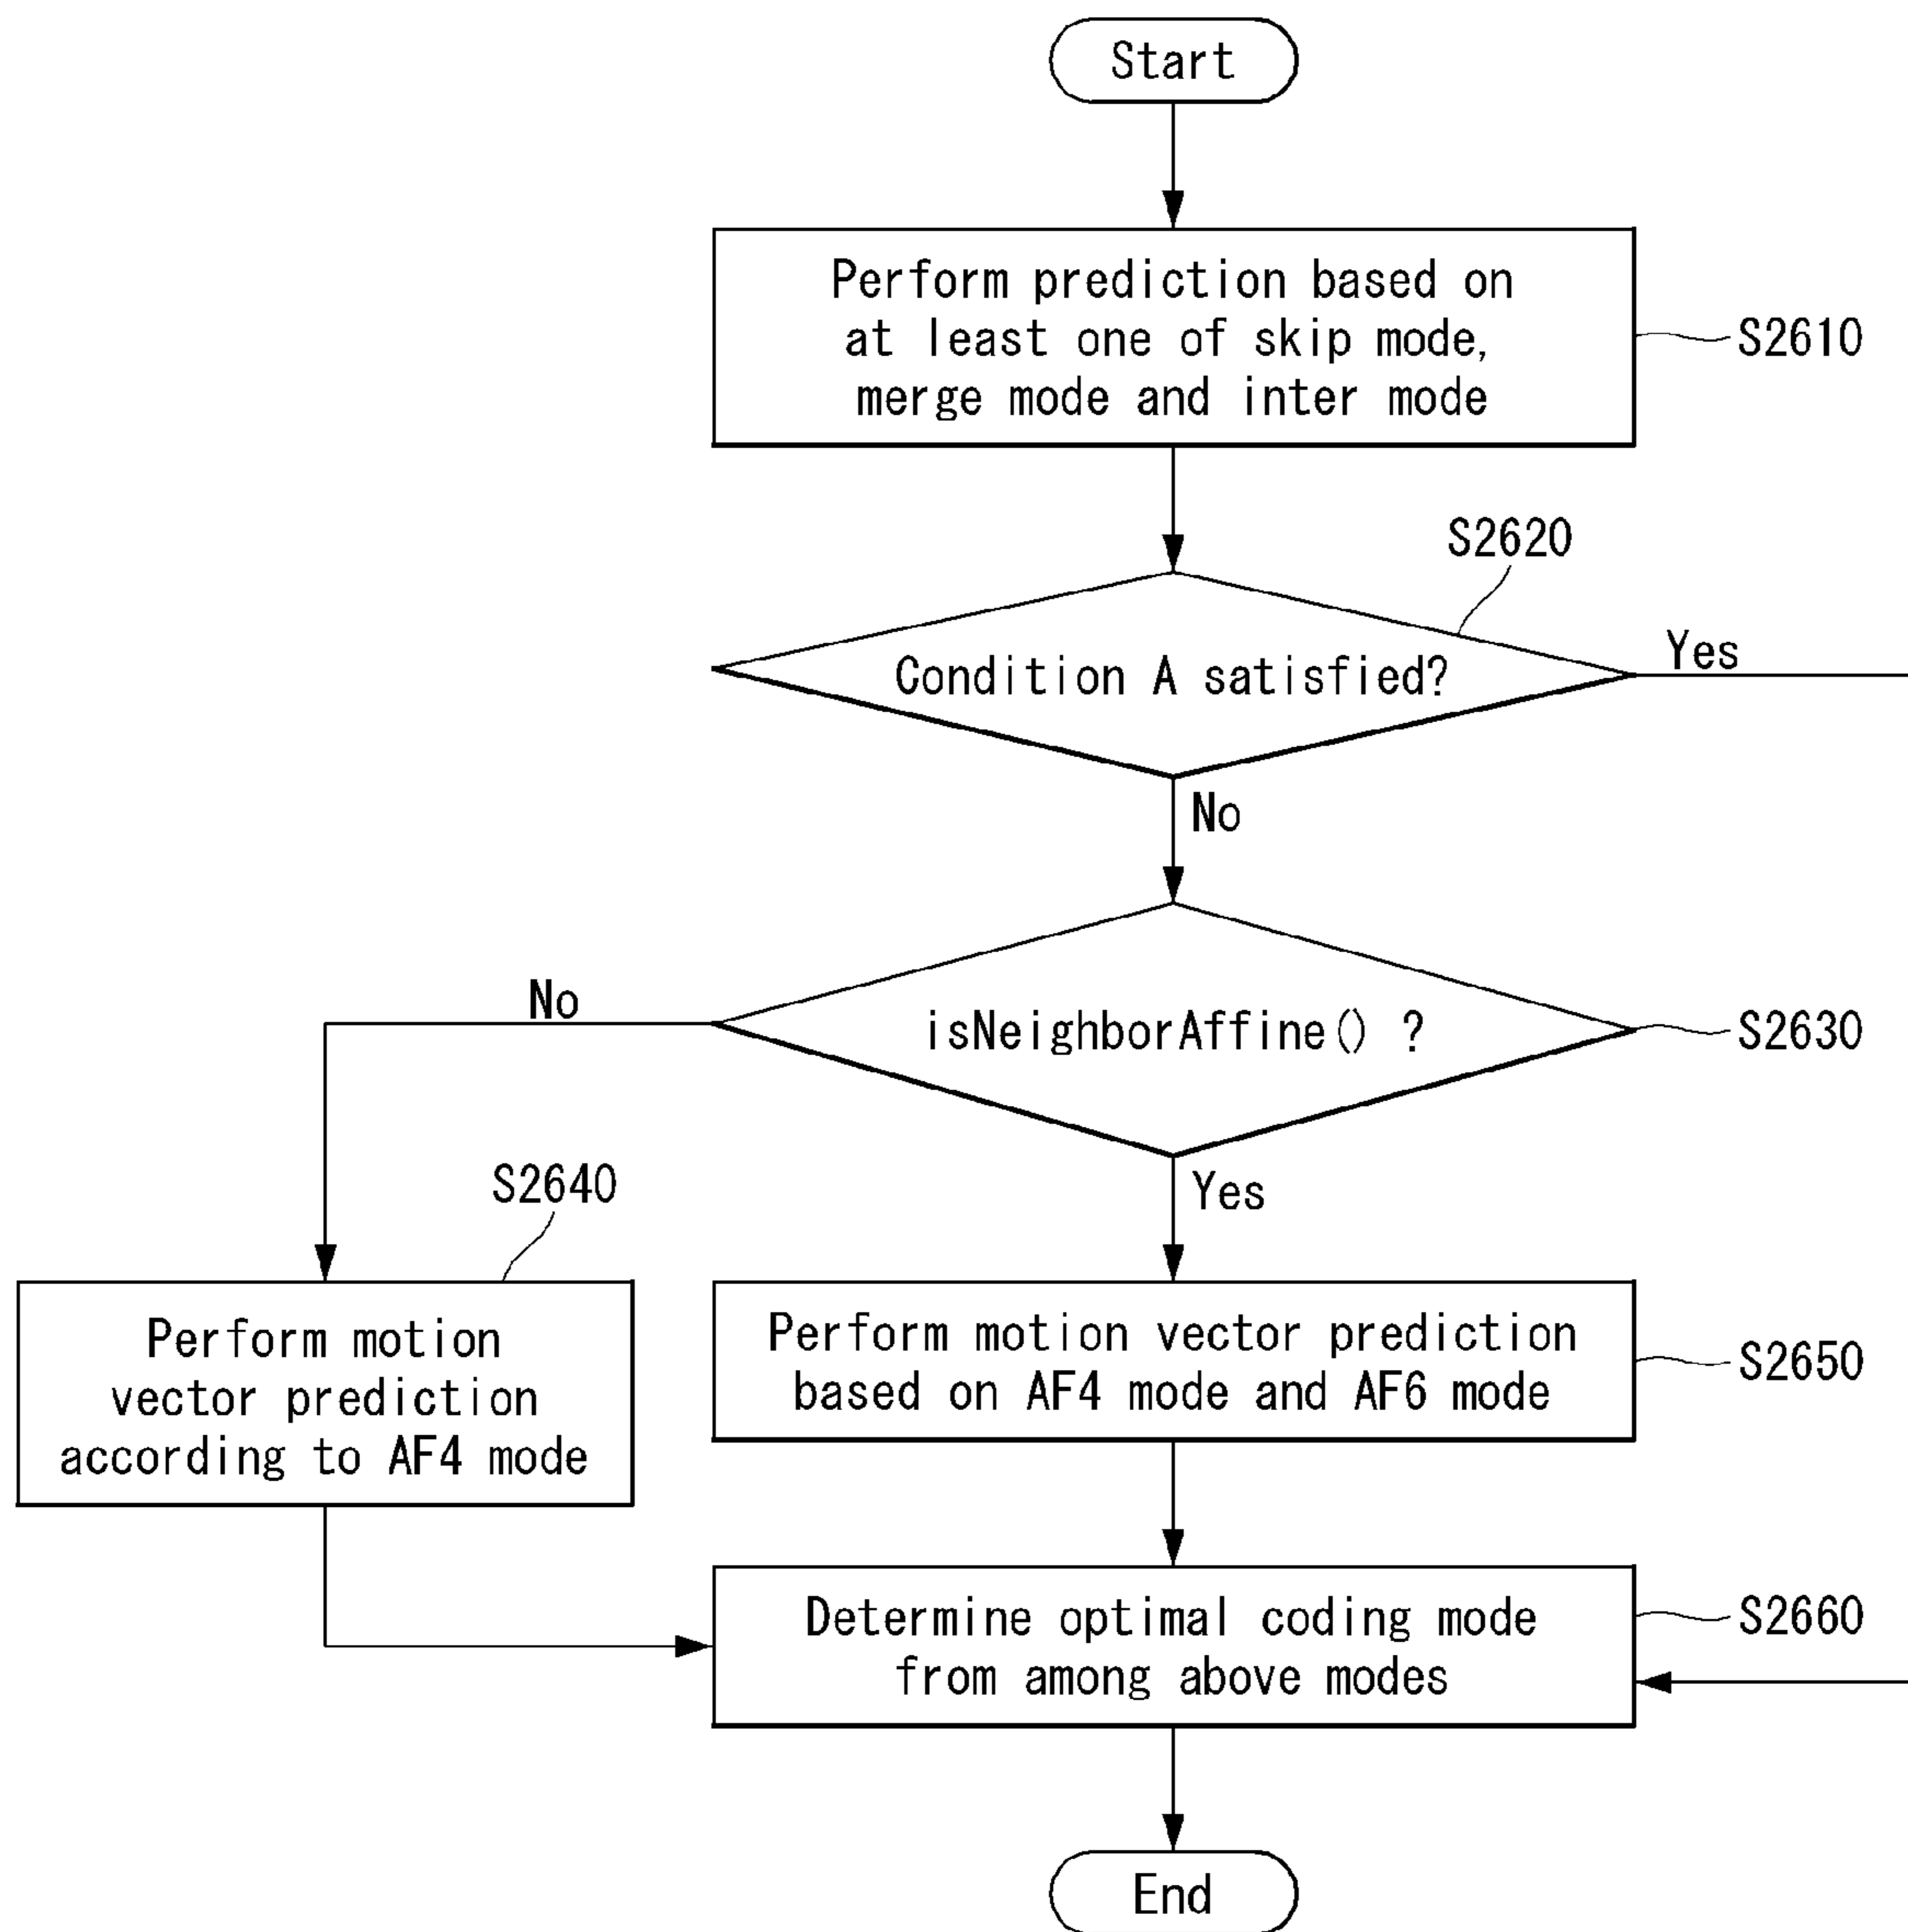 Start
Perform prediction based on
at least one of skip mode,
merge mode and inter mode
S2610
S2620
Condition A satisfied?
Yes
No
isNeighborAffine() ?
S2630
No
Yes
S2640
Perform motion
vector prediction
according to AF4 mode
Perform motion vector prediction
based on AF4 mode and AF6 mode
S2650
Determine optimal coding mode
from among above modes
S2660
End